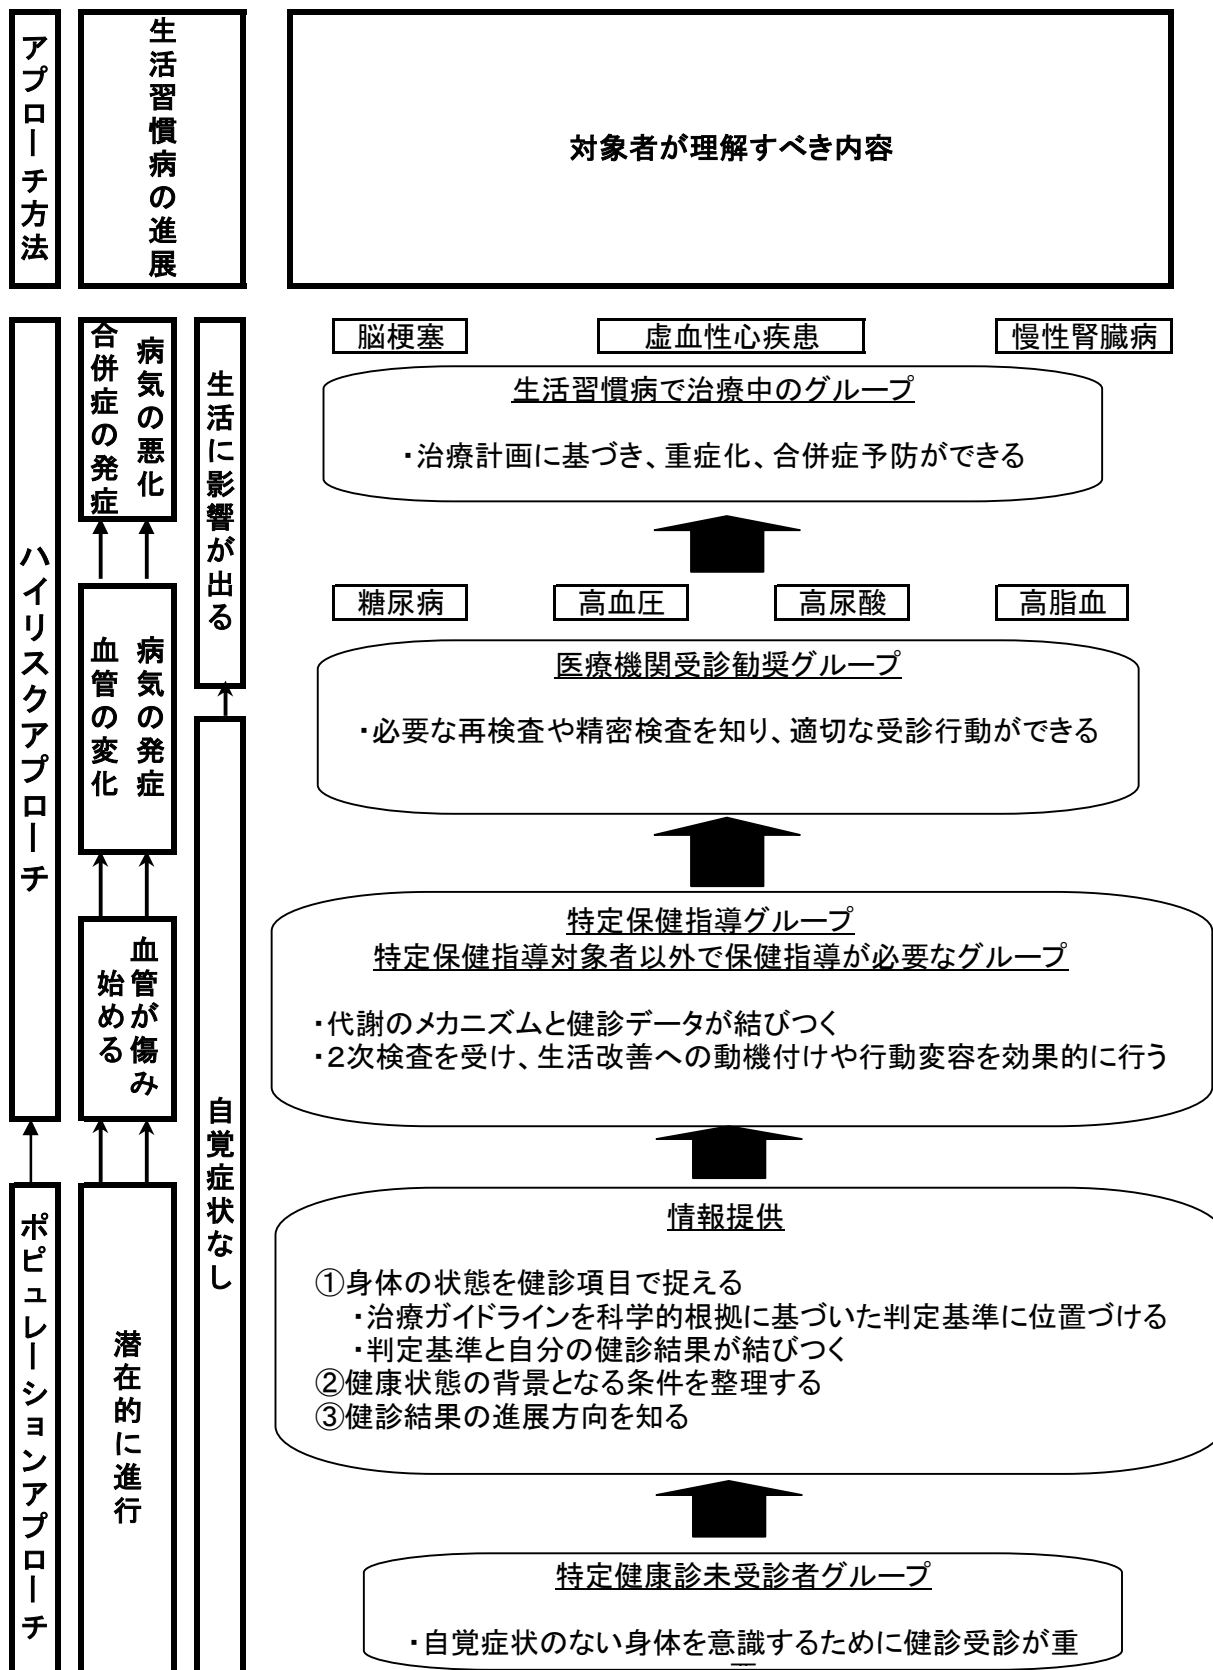 アプローチ方法
生活習慣病の進展
対象者が理解すべき内容
ハイリスクアプローチ
病気の悪化
合併症の発症
生活に影響が出る
脳梗塞
虚血性心疾患
慢性腎臓病
生活習慣病で治療中のグループ
・治療計画に基づき、重症化、合併症予防ができる
病気の発症
血管の変化
糖尿病
高血圧
高尿酸
高脂血
医療機関受診勧奨グループ
・必要な再検査や精密検査を知り、適切な受診行動ができる
血管が傷み
始める
自覚症状なし
特定保健指導グループ
特定保健指導対象者以外で保健指導が必要なグループ
・代謝のメカニズムと健診データが結びつく
・2次検査を受け、生活改善への動機付けや行動変容を効果的に行う
ポピュレーションアプローチ
潜在的に進行
情報提供
①身体の状態を健診項目で捉える
・治療ガイドラインを科学的根拠に基づいた判定基準に位置づける
・判定基準と自分の健診結果が結びつく
②健康状態の背景となる条件を整理する
③健診結果の進展方向を知る
特定健康診未受診者グループ
・自覚症状のない身体を意識するために健診受診が重